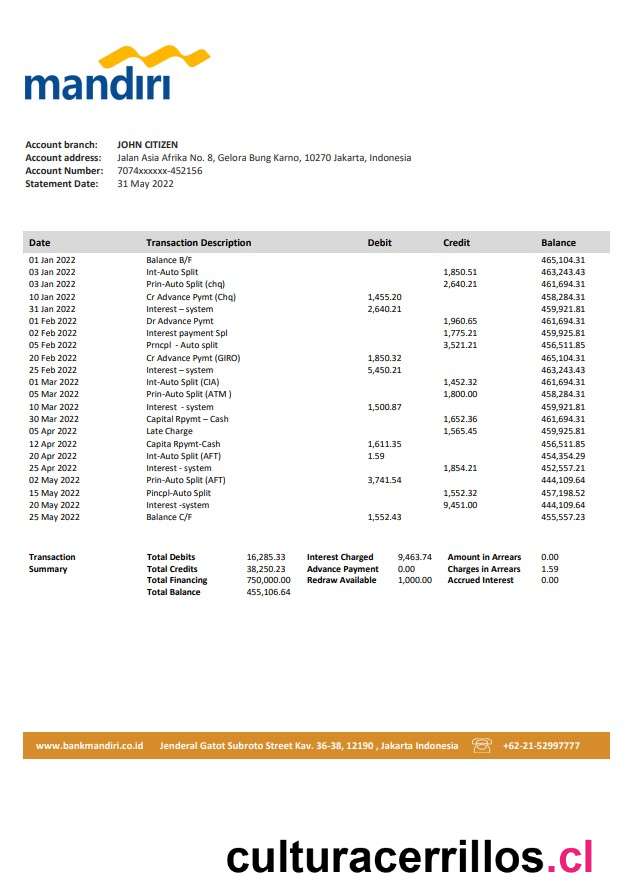 mandırı
Account branch: JOHN CITIZEN
Account address: Jalan Asia Afrika No. 8, Gelora Bung Karno, 10270 Jakarta, Indonesia
Account Number: 7074xxxxxx-452156
Statement Date: 31 May 2022
Date Transaction Description Debit Credit Balance
01 Jan 2022 Balance B/F 465,104.31
03 Jan 2022 Int-Auto Split 1,850.51 463,243.43
03 Jan 2022 Prin-Auto Split (chq) 2,640.21 461,694.31
10 Jan 2022 Cr Advance Pymt (Chq) 1,455.20 458,284.31
31 Jan 2022 Interest – system 2,640.21 459,921.81
01 Feb 2022 Dr Advance Pymt 1,960.65 461,694.31
02 Feb 2022 Interest payment Spl 1,775.21 459,925.81
05 Feb 2022 Prncpl - Auto split 3,521.21 456,511.85
20 Feb 2022 Cr Advance Pymt (GIRO) 1,850.32 465,104.31
25 Feb 2022 Interest – system 5,450.21 463,243.43
01 Mar 2022 Int-Auto Split (CIA) 1,452.32 461,694.31
05 Mar 2022 Prin-Auto Split (ATM ) 1,800.00 458,284.31
10 Mar 2022 Interest - system 1,500.87 459,921.81
30 Mar 2022 Capital Rpymt – Cash 1,652.36 461,694.31
05 Apr 2022 Late Charge 1,565.45 459,925.81
12 Apr 2022 Capita Rpymt-Cash 1,611.35 456,511.85
20 Apr 2022 Int-Auto Split (AFT) 1.59 454,354.29
25 Apr 2022 Interest - system 1,854.21 452,557.21
02 May 2022 Prin-Auto Split (AFT) 3,741.54 444,109.64
15 May 2022 Pincpl-Auto Split 1,552.32 457,198.52
20 May 2022 Interest -system 9,451.00 444,109.64
25 May 2022 Balance C/F 1,552.43 455,557.23
Transaction Total Debits 16,285.33 Interest Charged 9,463.74 Amount in Arrears 0.00
Summary Total Credits 38,250.23 Advance Payment 0.00 Charges in Arrears 1.59
Total Financing 750,000.00 Redraw Available 1,000.00 Accrued Interest 0.00
Total Balance 455,106.64
www.bankmandiri.co.id Jenderal Gatot Subroto Street Kav. 36-38, 12190 , Jakarta Indonesia +62-21-52997777
culturacerrillos.cl